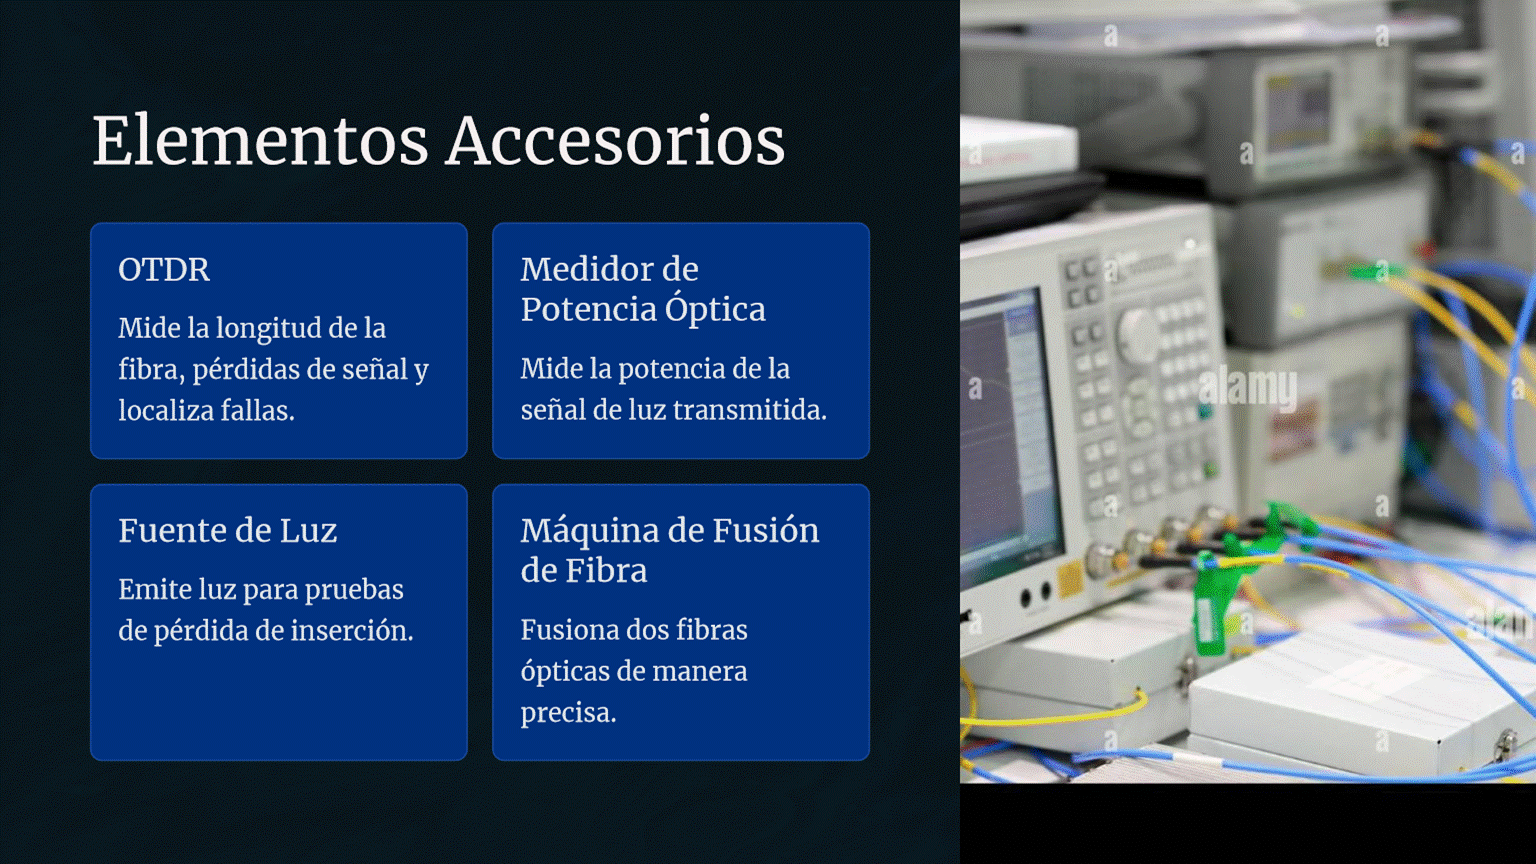 Elementos Accesorios
OTDR
Mide la longitud de la
fibra, pérdidas de señal y
localiza fallas.
Medidor de
Potencia Óptica
Mide la potencia de la
señal de luz transmitida.
Fuente de Luz
Emite luz para pruebas
de pérdida de inserción.
Máquina de Fusión
de Fibra
Fusiona dos fibras
ópticas de manera
precisa.
a
a
a
a
a
a
a
a
alamy
a
a
a
a
a
alam
a
a